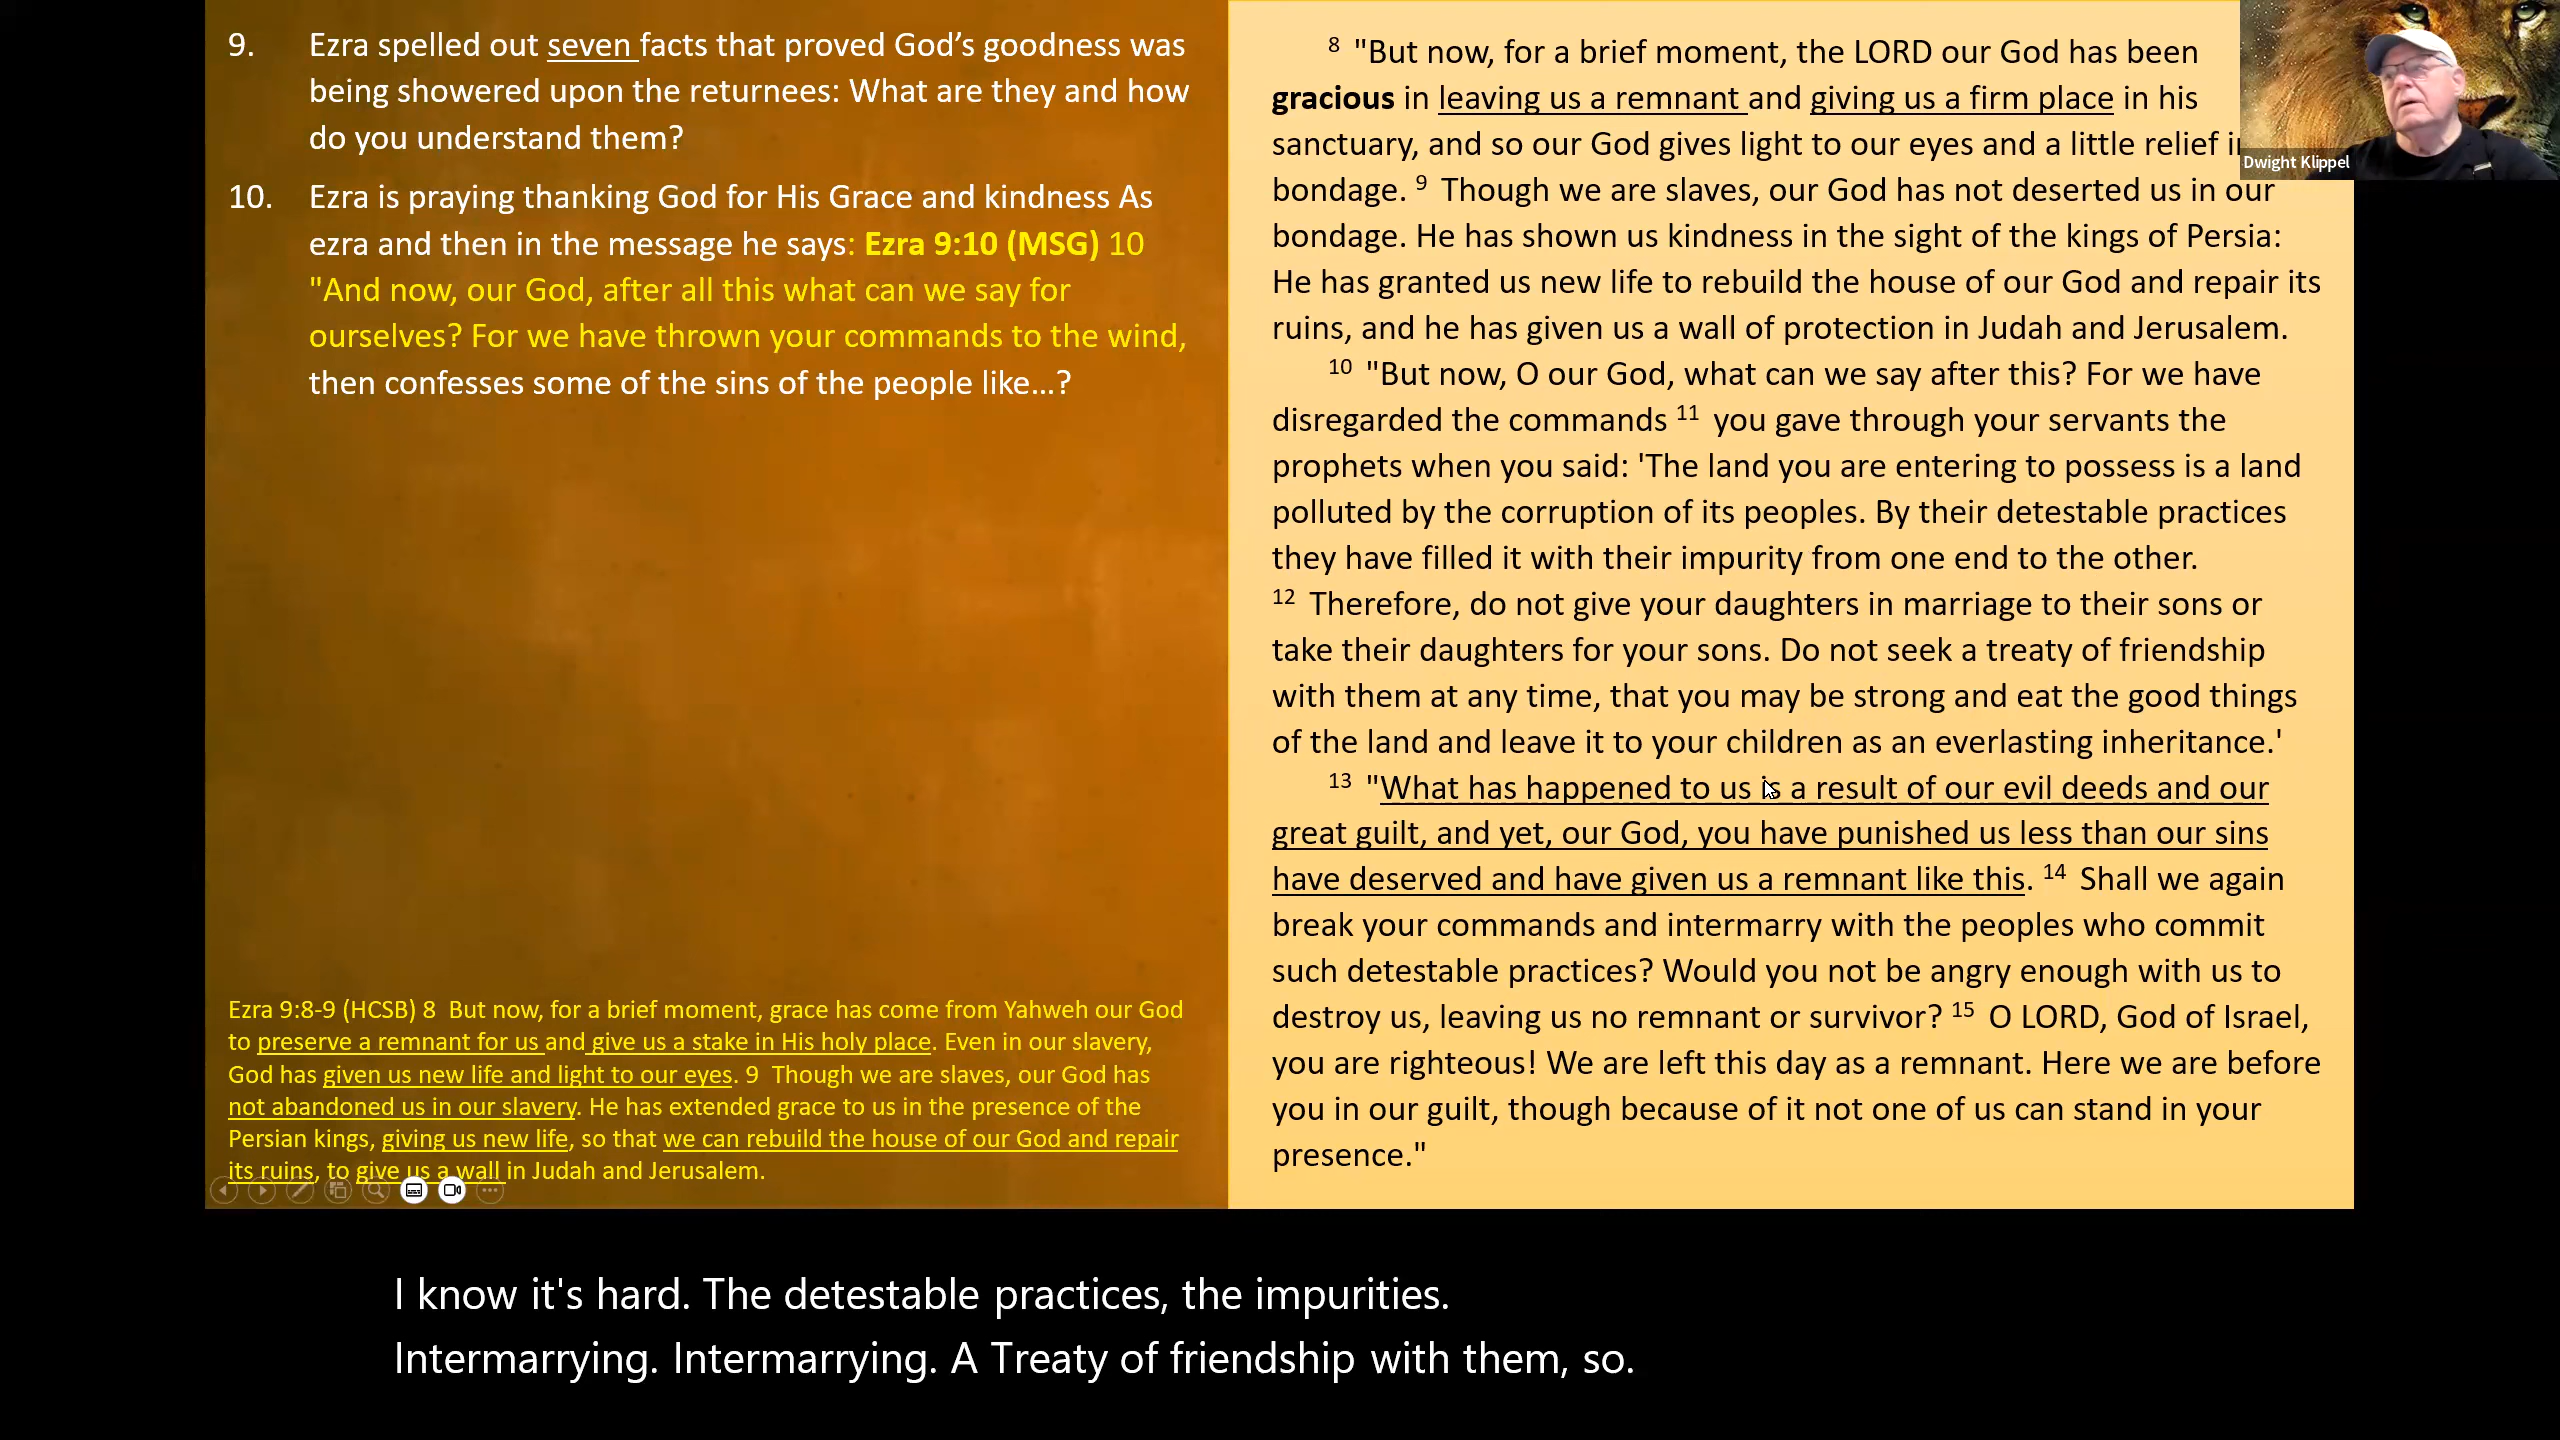 9. Ezra spelled out seven facts that proved God’s goodness was
being showered upon the returnees: What are they and how
do you understand them?
10. Ezra is praying thanking God for His Grace and kindness As
ezra and then in the message he says: Ezra 9:10 (MSG) 10
"And now, our God, after all this what can we say for
ourselves? For we have thrown your commands to the wind,
then confesses some of the sins of the people like...?
Ezra 9:8-9 (HCSB) 8 But now, for a brief moment, grace has come from Yahweh our God
to preserve a remnant for us and give us a stake in His holy place. Even in our slavery,
God has given us new life and light to our eyes. 9 Though we are slaves, our God has
not abandoned us in our slavery. He has extended grace to us in the presence of the
Persian kings, giving us new life, so that we can rebuild the house of our God and repair
its ruins, to give us a wall in Judah and Jerusalem.
8 "But now, for a brief moment, the LORD our God has been
gracious in leaving us a remnant and giving us a firm place in his
sanctuary, and so our God gives light to our eyes and a little relief
bondage. 9 Though we are slaves, our God has not deserted us in our
bondage. He has shown us kindness in the sight of the kings of Persia:
He has granted us new life to rebuild the house of our God and repair its
ruins, and he has given us a wall of protection in Judah and Jerusalem.
10 "But now, O our God, what can we say after this? For we have
disregarded the commands 11 you gave through your servants the
prophets when you said: 'The land you are entering to possess is a land
polluted by the corruption of its peoples. By their detestable practices
they have filled it with their impurity from one end to the other.
12 Therefore, do not give your daughters in marriage to their sons or
take their daughters for your sons. Do not seek a treaty of friendship
with them at any time, that you may be strong and eat the good things
of the land and leave it to your children as an everlasting inheritance.'
13 "What has happened to us is a result of our evil deeds and our
great guilt, and yet, our God, you have punished us less than our sins
have deserved and have given us a remnant like this. 14 Shall we again
break your commands and intermarry with the peoples who commit
such detestable practices? Would you not be angry enough with us to
destroy us, leaving us no remnant or survivor? 15 O LORD, God of Israel,
you are righteous! We are left this day as a remnant. Here we are before
you in our guilt, though because of it not one of us can stand in your
presence."
Dwight Klippel
I know it's hard. The detestable practices, the impurities.
Intermarrying. Intermarrying. A Treaty of friendship with them, so.